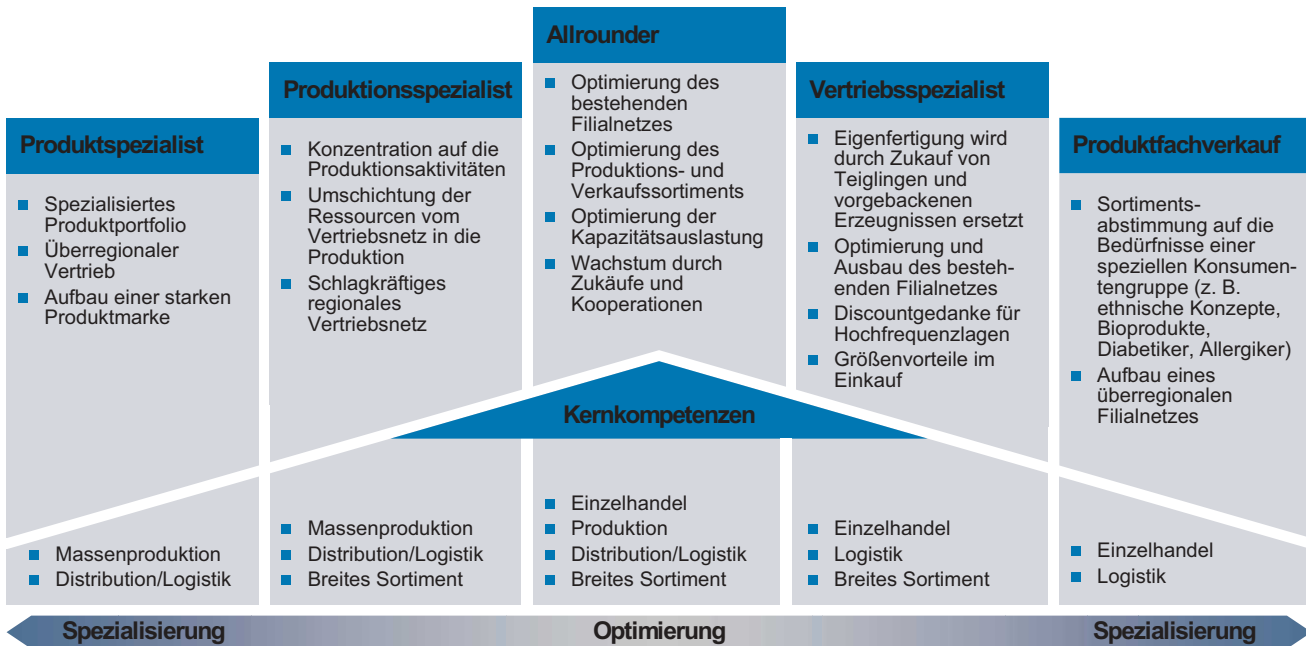 Produktspezialist
Spezialisiertes
Produktportfolio
Überregionaler
Vertrieb
Aufbau einer starken
Produktmarke
Produktionsspezialist
Konzentration auf die
Produktionsaktivitäten
Umschichtung der
Ressourcen vom
Vertriebsnetz in die
Produktion
Schlagkräftiges
regionales
Vertriebsnetz
Allrounder
Optimierung des
bestehenden
Filialnetzes
Optimierung des
Produktions- und
Verkaufssortiments
Optimierung der
Kapazitätsauslastung
Wachstum durch
Zukäufe und
Kooperationen
Vertriebsspezialist
Eigenfertigung wird
durch Zukauf von
Teiglingen und
vorgebackenen
Erzeugnissen ersetzt
Optimierung und
Ausbau des beste-
henden Filialnetzes
Discountgedanke für
Hochfrequenzlagen
Größenvorteile im
Einkauf
Produktfachverkauf
Sortiments-
abstimmung auf die
Bedürfnisse einer
speziellen Konsumen-
tengruppe (z. B.
ethnische Konzepte,
Bioprodukte,
Diabetiker, Allergiker)
Aufbau eines
überregionalen
Filialnetzes
Kernkompetenzen
Massenproduktion
Distribution/Logistik
Massenproduktion
Distribution/Logistik
Breites Sortiment
Einzelhandel
Produktion
Distribution/Logistik
Breites Sortiment
Einzelhandel
Logistik
Breites Sortiment
Einzelhandel
Logistik
Spezialisierung
Optimierung
Spezialisierung